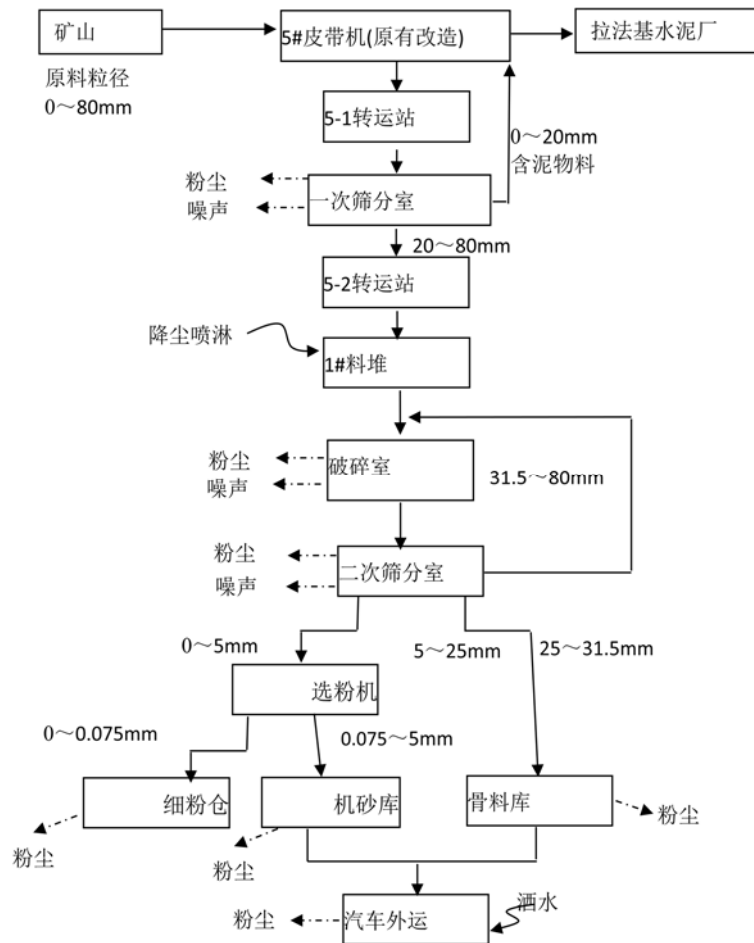 矿山
5#皮带机(原有改造)
拉法基水泥厂
原料粒径
0～80mm
5-1转运站
0～20mm
含泥物料
粉尘
噪声
一次筛分室
20～80mm
5-2转运站
降尘喷淋
1#料堆
粉尘
噪声
破碎室
31.5～80mm
粉尘
噪声
二次筛分室
0～5mm
5～25mm
25～31.5mm
选粉机
0～0.075mm
0.075～5mm
细粉仓
机砂库
骨料库
粉尘
粉尘
粉尘
粉尘
汽车外运
洒水